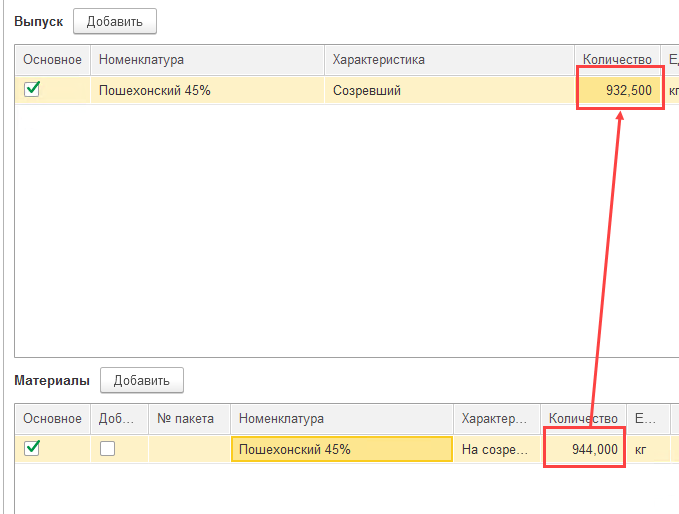 Выпуск Добавить
Основное Номенклатура Характеристика Количество Е
Пошехонский 45% Созревший 932,500 кг
Материалы Добавить
Основное Доб... № пакета Номенклатура Характер... Количество Е...
Пошехонский 45% На созре... 944,000 кг